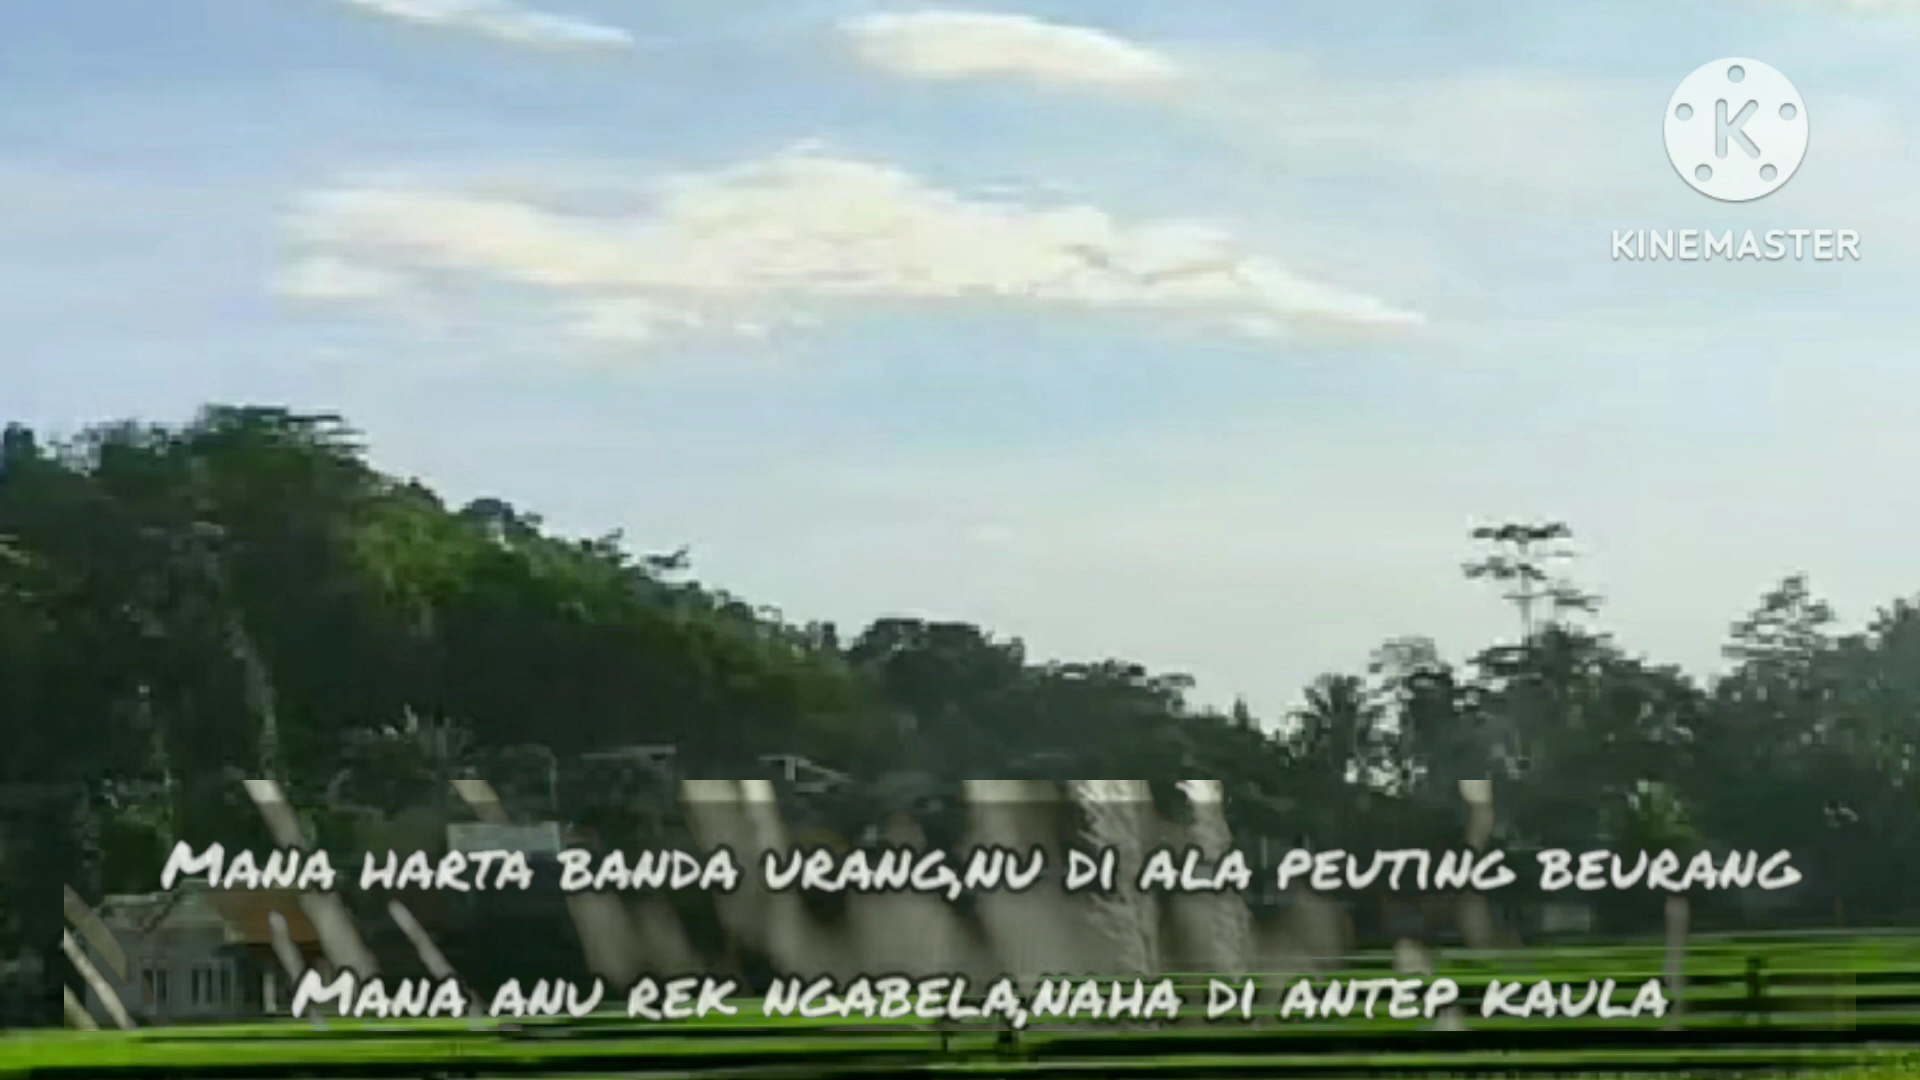 K
KINEMASTER
MANA HARTA BANDA URANG,NU DI ALA PEUTING BEURANG
MANA ANU REK NGABELA,NAHA DI ANTEP KAULA